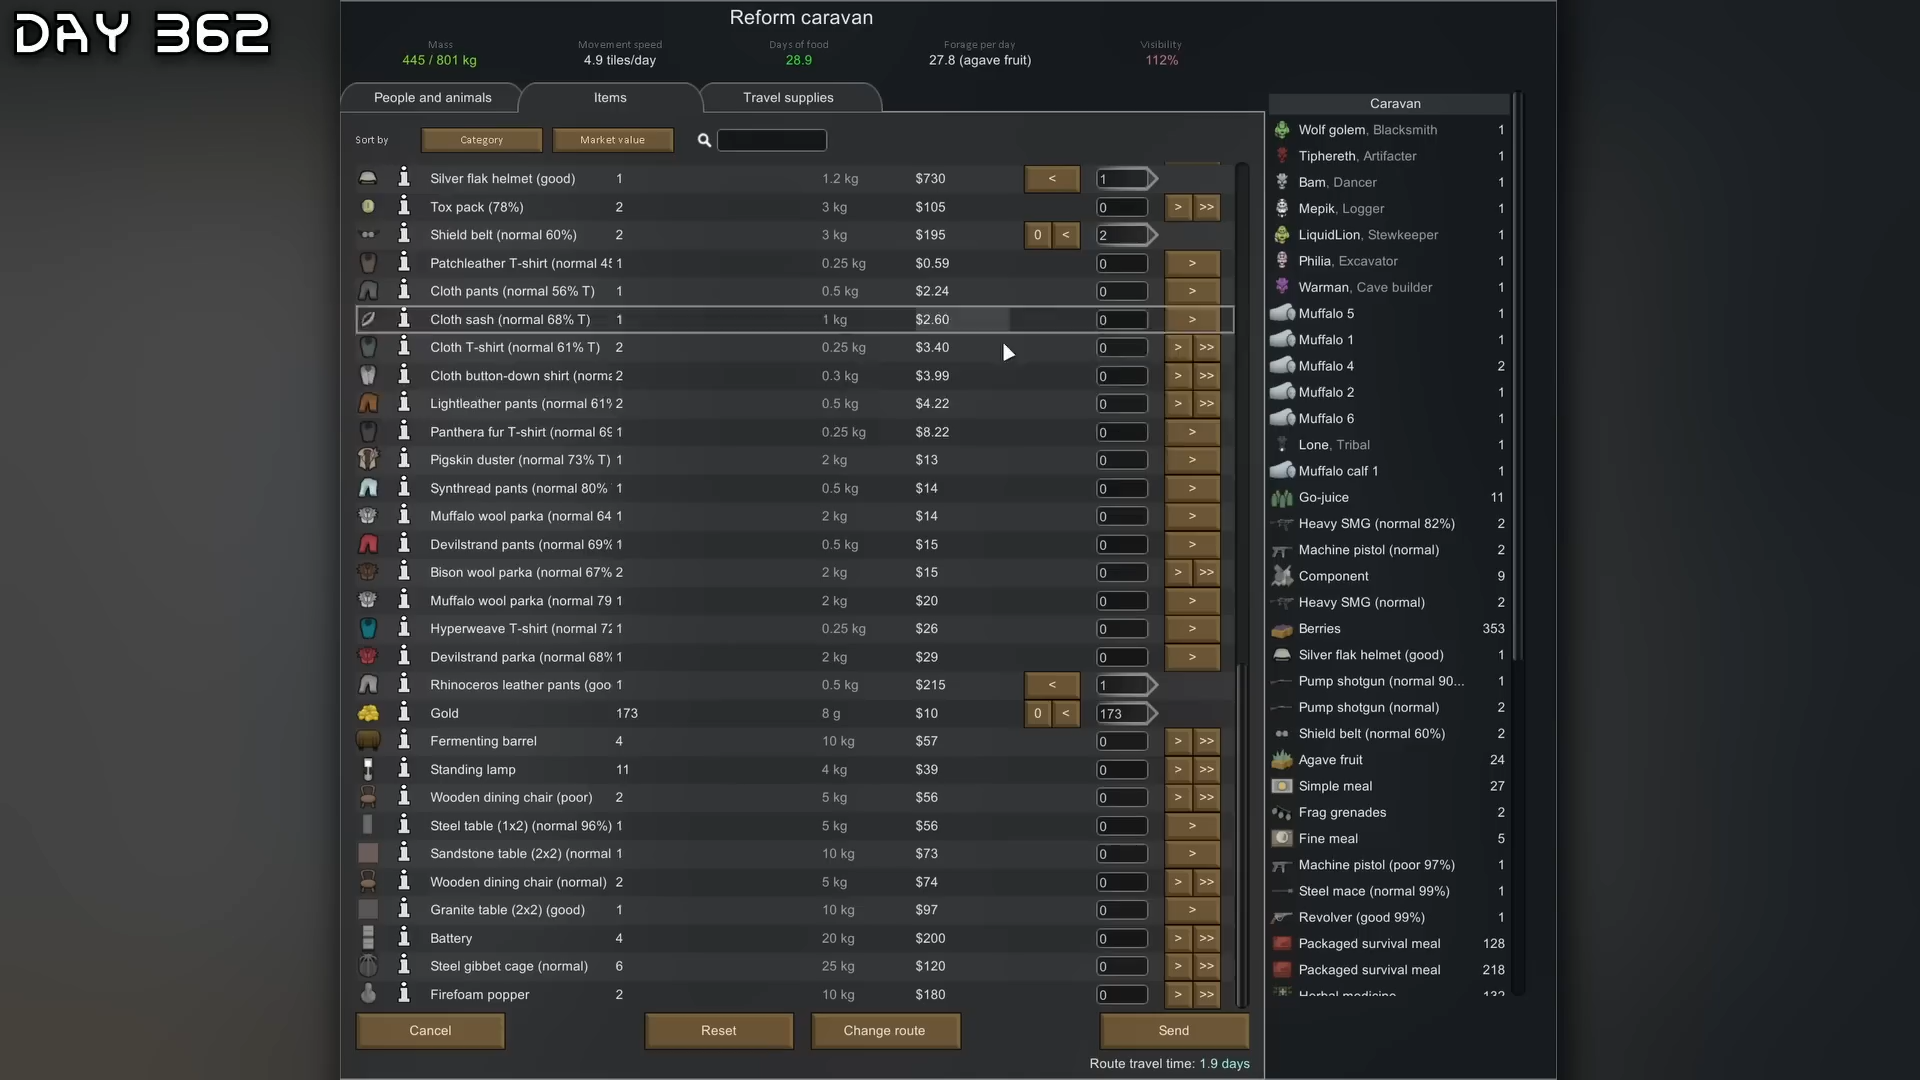 DAY 362
Reform caravan
Mass Movement speed Days of food Forage per day Visibility
445 / 801 kg 4.9 tiles/day 28.9 27.8 (agave fruit) 112%
People and animals Items Travel supplies
Sort by Category Market value
Silver flak helmet (good) 1 1.2 kg $730 < 1
Tox pack (78%) 2 3 kg $105 0 > >>
Shield belt (normal 60%) 2 3 kg $195 0 < 2
Patchleather T-shirt (normal 45 1 0.25 kg $0.59 0 >
Cloth pants (normal 56% T) 1 0.5 kg $2.24 0 >
Cloth sash (normal 68% T) 1 1 kg $2.60 0 >
Cloth T-shirt (normal 61% T) 2 0.25 kg $3.40 0 > >>
Cloth button-down shirt (norma 2 0.3 kg $3.99 0 > >>
Lightleather pants (normal 61% 2 0.5 kg $4.22 0 > >>
Panthera fur T-shirt (normal 69 1 0.25 kg $8.22 0 >
Pigskin duster (normal 73% T) 1 2 kg $13 0 >
Synthread pants (normal 80% 1 0.5 kg $14 0 >
Muffalo wool parka (normal 64 1 2 kg $14 0 >
Devilstrand pants (normal 69% 1 0.5 kg $15 0 >
Bison wool parka (normal 67% 2 2 kg $15 0 > >>
Muffalo wool parka (normal 79 1 2 kg $20 0 >
Hyperweave T-shirt (normal 72 1 0.25 kg $26 0 >
Devilstrand parka (normal 68% 1 2 kg $29 0 >
Rhinoceros leather pants (goo 1 0.5 kg $215 < 1
Gold 173 8 g $10 0 < 173
Fermenting barrel 4 10 kg $57 0 > >>
Standing lamp 11 4 kg $39 0 > >>
Wooden dining chair (poor) 2 5 kg $56 0 > >>
Steel table (1x2) (normal 96%) 1 5 kg $56 0 >
Sandstone table (2x2) (normal 1 10 kg $73 0 >
Wooden dining chair (normal) 2 5 kg $74 0 > >>
Granite table (2x2) (good) 1 10 kg $97 0 >
Battery 4 20 kg $200 0 > >>
Steel gibbet cage (normal) 6 25 kg $120 0 > >>
Firefoam popper 2 10 kg $180 0 > >>
Cancel Reset Change route Send
Route travel time: 1.9 days
Caravan
Wolf golem, Blacksmith 1
Tiphereth, Artifacter 1
Bam, Dancer 1
Mepik, Logger 1
LiquidLion, Stewkeeper 1
Philia, Excavator 1
Warman, Cave builder 1
Muffalo 5 1
Muffalo 1 1
Muffalo 4 2
Muffalo 2 1
Muffalo 6 1
Lone, Tribal 1
Muffalo calf 1 1
Go-juice 11
Heavy SMG (normal 82%) 2
Machine pistol (normal) 2
Component 9
Heavy SMG (normal) 2
Berries 353
Silver flak helmet (good) 1
Pump shotgun (normal 90... 1
Pump shotgun (normal) 2
Shield belt (normal 60%) 2
Agave fruit 24
Simple meal 27
Frag grenades 2
Fine meal 5
Machine pistol (poor 97%) 1
Steel mace (normal 99%) 1
Revolver (good 99%) 1
Packaged survival meal 128
Packaged survival meal 218
Herbal medicine 132